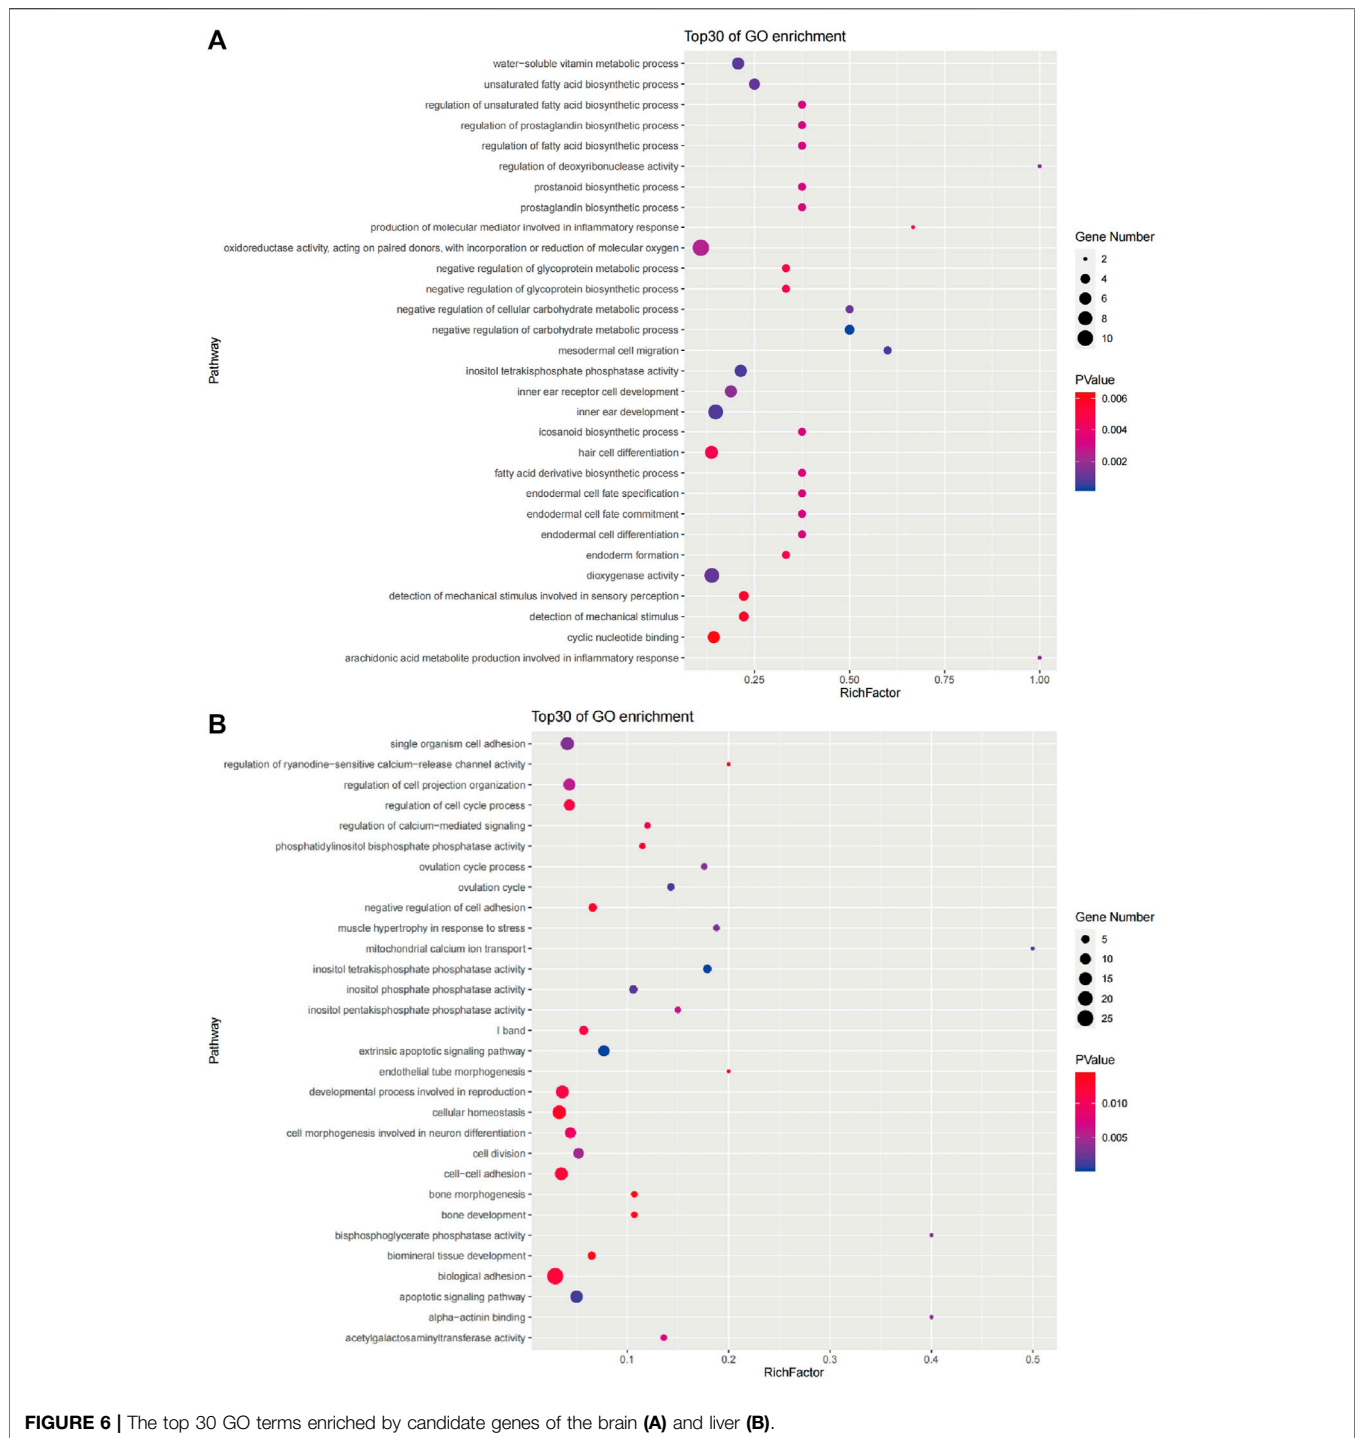 A
Top30 of GO enrichment
water-soluble vitamin metabolic process
unsaturated fatty acid biosynthetic process
regulation of unsaturated fatty acid biosynthetic process
regulation of prostaglandin biosynthetic process
regulation of fatty acid biosynthetic process
regulation of deoxyribonuclease activity
prostanoid biosynthetic process
prostaglandin biosynthetic process
production of molecular mediator involved in inflammatory response
oxidoreductase activity, acting on paired donors, with incorporation or reduction of molecular oxygen
negative regulation of glycoprotein metabolic process
negative regulation of glycoprotein biosynthetic process
negative regulation of cellular carbohydrate metabolic process
negative regulation of carbohydrate metabolic process
mesodermal cell migration
inositol tetrakisphosphate phosphatase activity
inner ear receptor cell development
inner ear development
icosanoid biosynthetic process
hair cell differentiation
fatty acid derivative biosynthetic process
endodermal cell fate specification
endodermal cell fate commitment
endodermal cell differentiation
endoderm formation
dioxygenase activity
detection of mechanical stimulus involved in sensory perception
detection of mechanical stimulus
cyclic nucleotide binding
arachidonic acid metabolite production involved in inflammatory response
Pathway
0.25 0.50 0.75 1.00
RichFactor
Gene Number
2
4
6
8
10
PValue
0.006
0.004
0.002
B
Top30 of GO enrichment
single organism cell adhesion
regulation of ryanodine-sensitive calcium-release channel activity
regulation of cell projection organization
regulation of cell cycle process
regulation of calcium-mediated signaling
phosphatidylinositol bisphosphate phosphatase activity
ovulation cycle process
ovulation cycle
negative regulation of cell adhesion
muscle hypertrophy in response to stress
mitochondrial calcium ion transport
inositol tetrakisphosphate phosphatase activity
inositol phosphate phosphatase activity
inositol pentakisphosphate phosphatase activity
I band
extrinsic apoptotic signaling pathway
endothelial tube morphogenesis
developmental process involved in reproduction
cellular homeostasis
cell morphogenesis involved in neuron differentiation
cell division
cell-cell adhesion
bone morphogenesis
bone development
bisphosphoglycerate phosphatase activity
biomineral tissue development
biological adhesion
apoptotic signaling pathway
alpha-actinin binding
acetylgalactosaminyltransferase activity
Pathway
0.1 0.2 0.3 0.4 0.5
RichFactor
Gene Number
5
10
15
20
25
PValue
0.010
0.005
FIGURE 6 | The top 30 GO terms enriched by candidate genes of the brain (A) and liver (B).